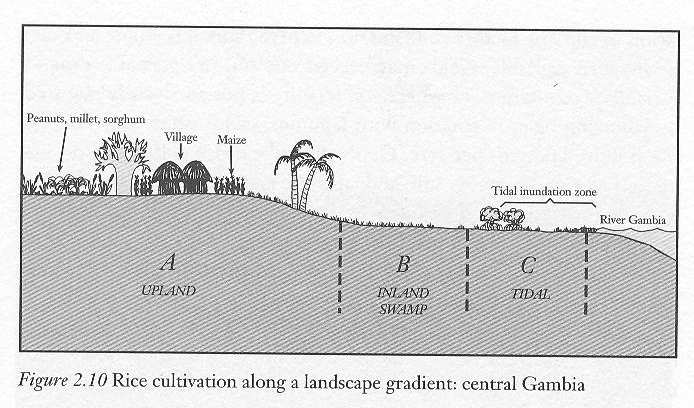 Peanuts, millet, sorghum
Village
Maize
Tidal inundation zone
River Gambia
A
UPLAND
B
INLAND
SWAMP
C
TIDAL
Figure 2.10 Rice cultivation along a landscape gradient: central Gambia